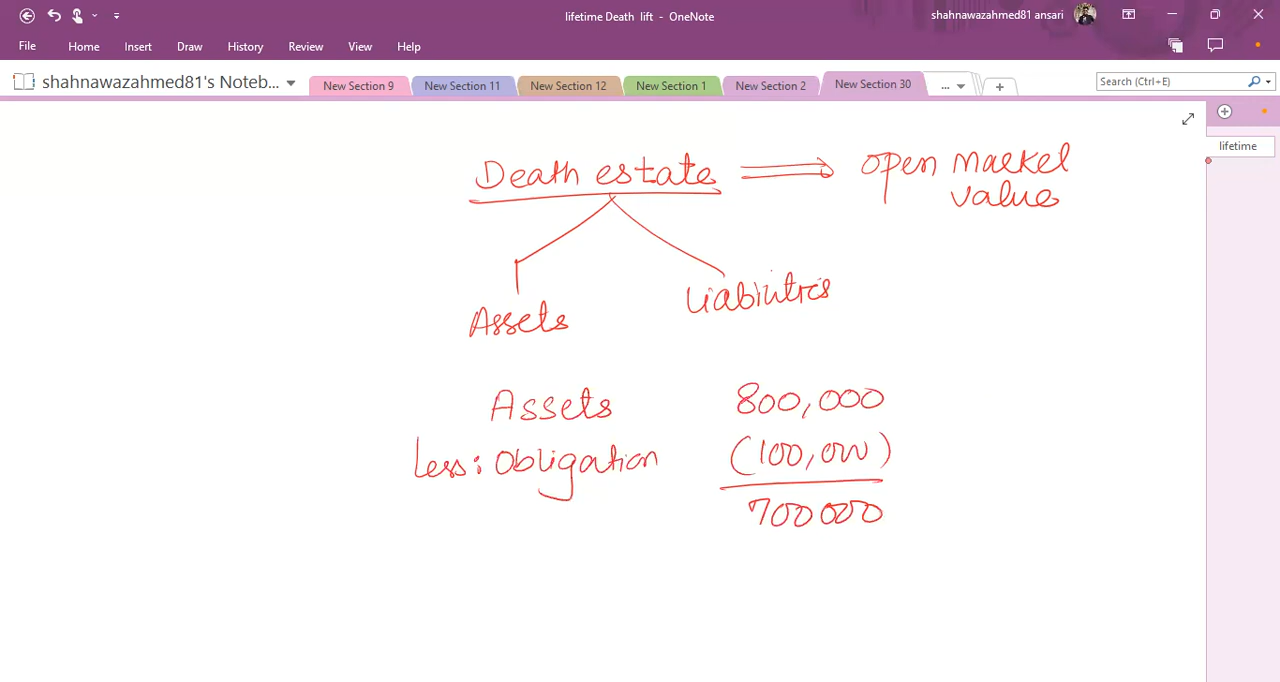 lifetime Death lift - OneNote
shahnawazahmed81 ansari
File Home Insert Draw History Review View Help
shahnawazahmed81's Noteb...
New Section 9
New Section 11
New Section 12
New Section 1
New Section 2
New Section 30
...
+
Search (Ctrl+E)
lifetime
Death estate ⟹ open market
value
Assets
Liabilities
Assets 800,000
less: Obligation (100,000)
700000